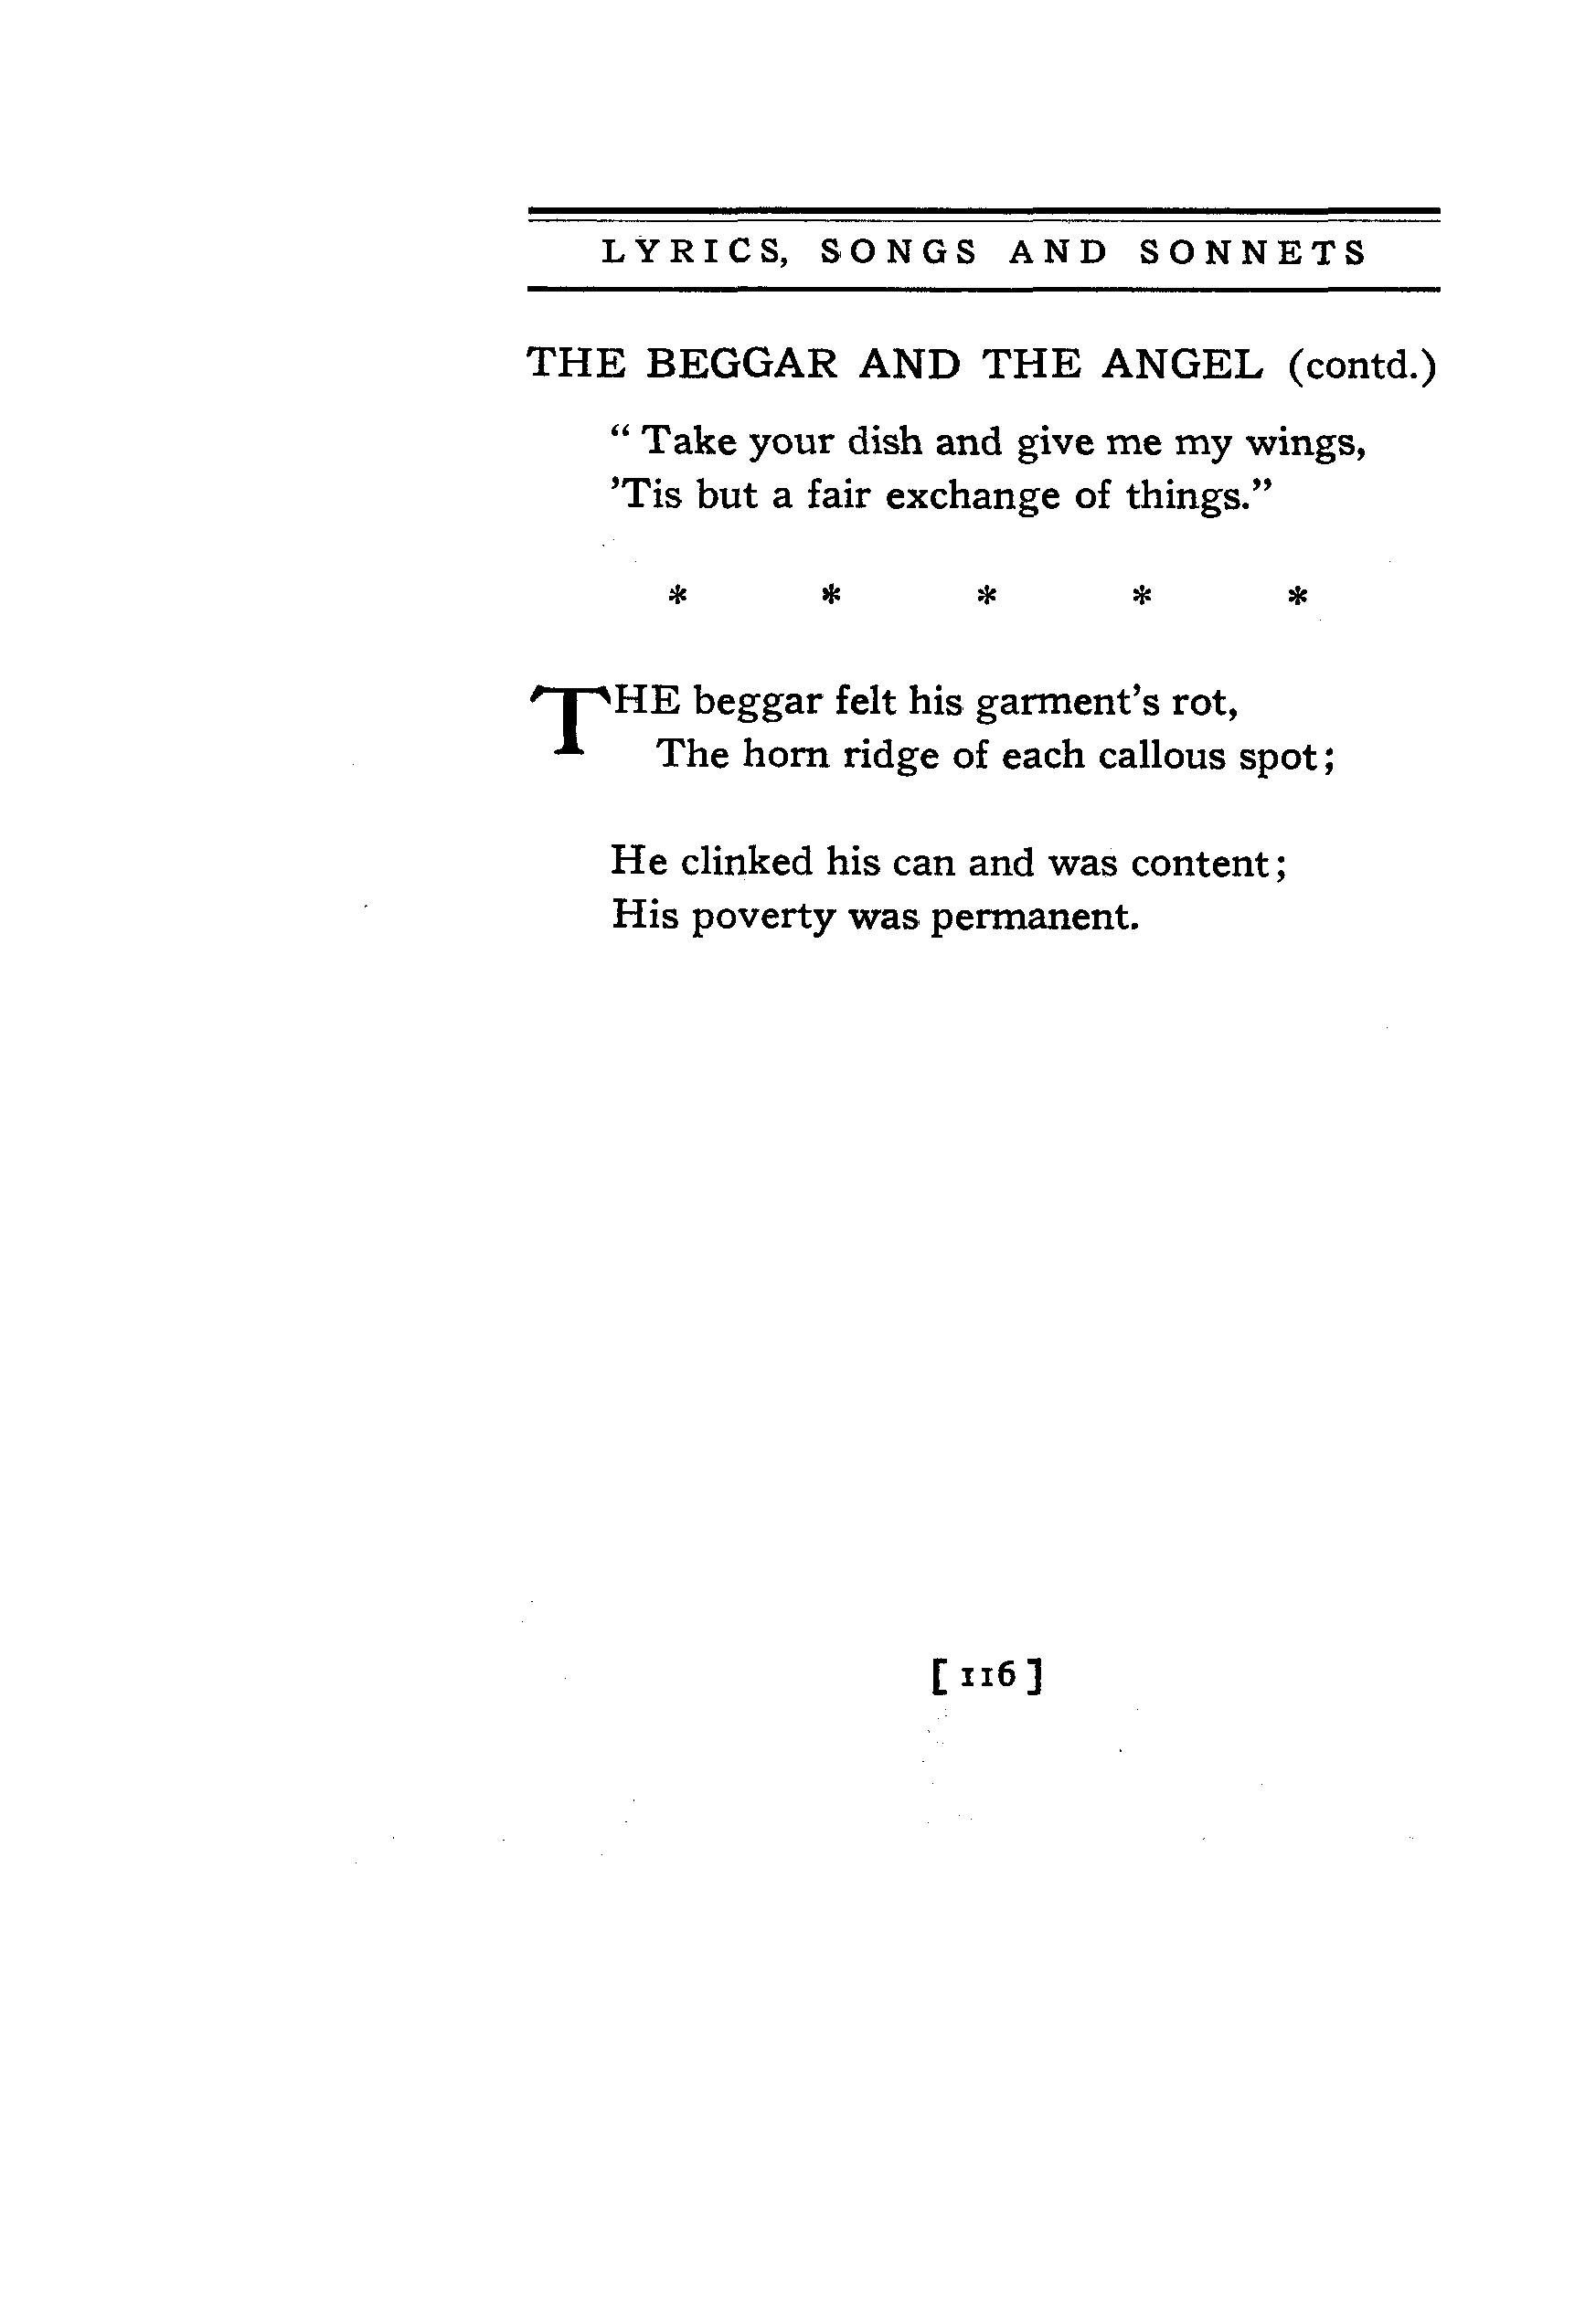 LYRICS, SONGS AND SONNETS
THE BEGGAR AND THE ANGEL (contd.)
“ Take your dish and give me my wings,
’Tis but a fair exchange of things.”
* * * * *
THE beggar felt his garment’s rot,
The horn ridge of each callous spot;
He clinked his can and was content;
His poverty was permanent.
[ 116 ]